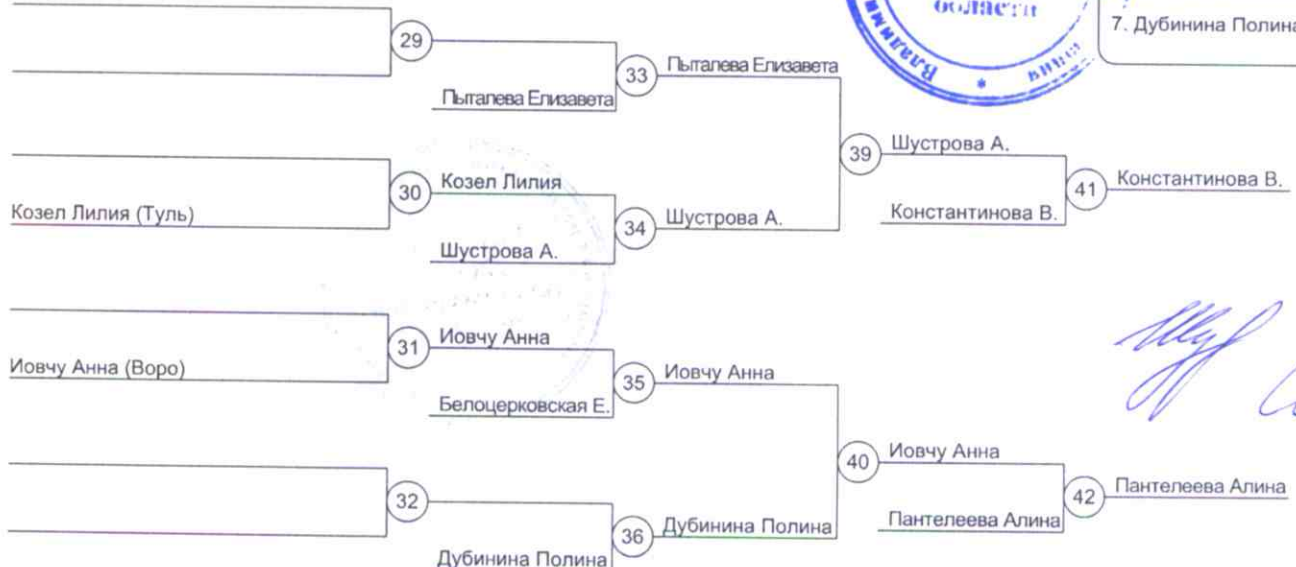 области
Владими
7. Дубинина Полина
29
33
Пыталева Елизавета
Пыталева Елизавета
39
Шустрова А.
30
Козел Лилия
41
Константинова В.
Козел Лилия (Туль)
34
Шустрова А.
Константинова В.
Шустрова А.
31
Иовчу Анна
Иовчу Анна (Воро)
35
Иовчу Анна
Белоцерковская Е.
40
Иовчу Анна
32
42
Пантелеева Алина
36
Дубинина Полина
Пантелеева Алина
Дубинина Полина